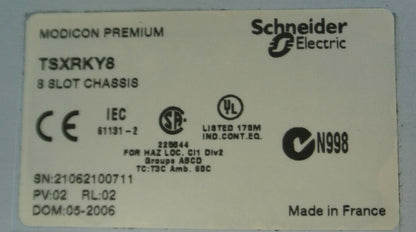 MODICON PREMIUM
Schneider
Electric
TSXRKY8
8 SLOT CHASSIS
CE
IEC
61131-2
SA
UL
LISTED 179M
IND.CONT.EQ.
N998
225644
FOR HAZ LOC. Cl1 Div2
Groups ABCD
TC:T3C Amb. 60C
SN:21062100711
PV:02 RL:02
DOM:05-2006
Made in France